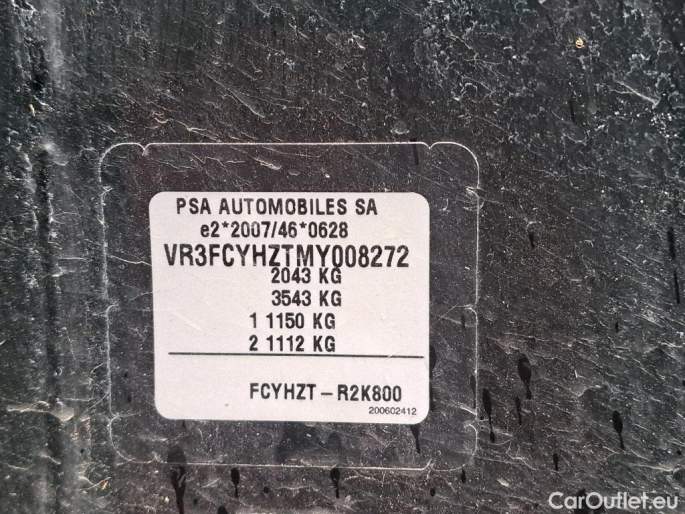 PSA AUTOMOBILES SA
e2*2007/46*0628
VR3FCYHZTMY008272
2043 KG
3543 KG
1 1150 KG
2 1112 KG
FCYHZT – R2K800
200602412
CarOutlet.eu